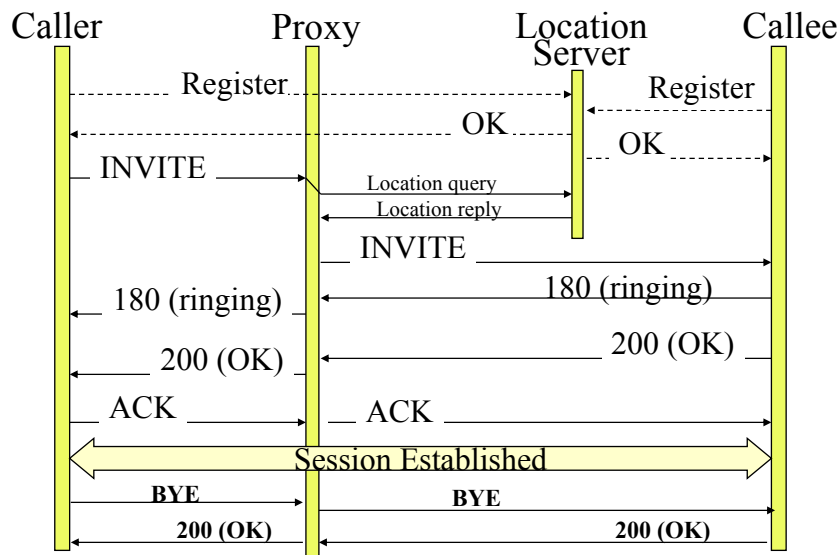 Caller
Proxy
Location
Server
Callee
Register
Register
OK
OK
INVITE
Location query
Location reply
INVITE
180 (ringing)
180 (ringing)
200 (OK)
200 (OK)
ACK
ACK
Session Established
BYE
BYE
200 (OK)
200 (OK)